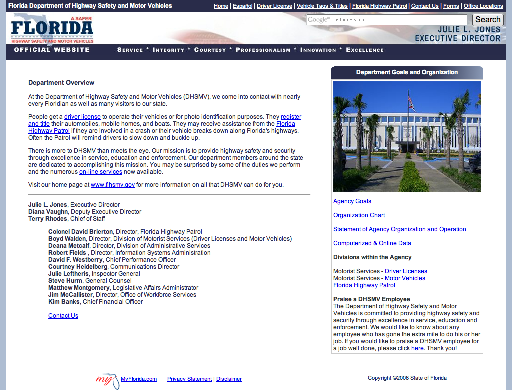 Florida Department of Highway Safety and Motor Vehicles
Home | Español | Driver License | Vehicle Tags & Titles | Florida Highway Patrol | Contact Us | Forms | Office Locations
A SAFER
FLORIDA
HIGHWAY SAFETY AND MOTOR VEHICLES
Google
Search
JULIE L. JONES
EXECUTIVE DIRECTOR
OFFICIAL WEBSITE
SERVICE * INTEGRITY * COURTESY * PROFESSIONALISM * INNOVATION * EXCELLENCE
Department Overview
At the Department of Highway Safety and Motor Vehicles (DHSMV), we come into contact with nearly
every Floridian as well as many visitors to our state.
People get a driver license to operate their vehicles or for photo identification purposes. They register
and title their automobiles, mobile homes, and boats. They may receive assistance from the Florida
Highway Patrol if they are involved in a crash or their vehicle breaks down along Florida's highways.
Often the Patrol will remind drivers to slow down and buckle up.
There is more to DHSMV than meets the eye. Our mission is to provide highway safety and security
through excellence in service, education and enforcement. Our department members around the state
are dedicated to accomplishing this mission. You may be surprised by some of the duties we perform
and the numerous on-line services now available.
Visit our home page at www.flhsmv.gov for more information on all that DHSMV can do for you.
Julie L. Jones, Executive Director
Diana Vaughn, Deputy Executive Director
Terry Rhodes, Chief of Staff
Colonel David Brierton, Director, Florida Highway Patrol
Boyd Walden, Director, Division of Motorist Services (Driver Licenses and Motor Vehicles)
Deana Metcalf, Director, Division of Administrative Services
Robert Fields, Director, Information Systems Administration
David F. Westberry, Chief Performance Officer
Courtney Heidelberg, Communications Director
Julie Leftheris, Inspector General
Steve Hurm, General Counsel
Matthew Montgomery, Legislative Affairs Administrator
Jim McCallister, Director, Office of Workforce Services
Kim Banks, Chief Financial Officer
Contact Us
Department Goals and Organization
Agency Goals
Organization Chart
Statement of Agency Organization and Operation
Computerized & Online Data
Divisions within the Agency
Motorist Services - Driver Licenses
Motorist Services - Motor Vehicles
Florida Highway Patrol
Praise a DHSMV Employee
The Department of Highway Safety and Motor
Vehicles is committed to providing highway safety and
security through excellence in service, education and
enforcement. We would like to know about any
employee who has gone the extra mile to do his or her
job. If you would like to praise a DHSMV employee for
a job well done, please click here. Thank you!
my MyFlorida.com Privacy Statement Disclaimer
Copyright ©2006 State of Florida